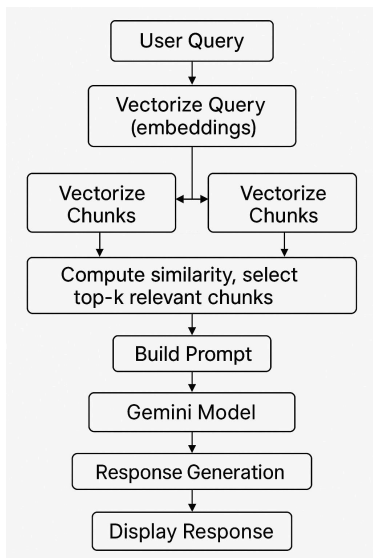 User Query
Vectorize Query
(embeddings)
Vectorize
Chunks
Vectorize
Chunks
Compute similarity, select
top-k relevant chunks
Build Prompt
Gemini Model
Response Generation
Display Response